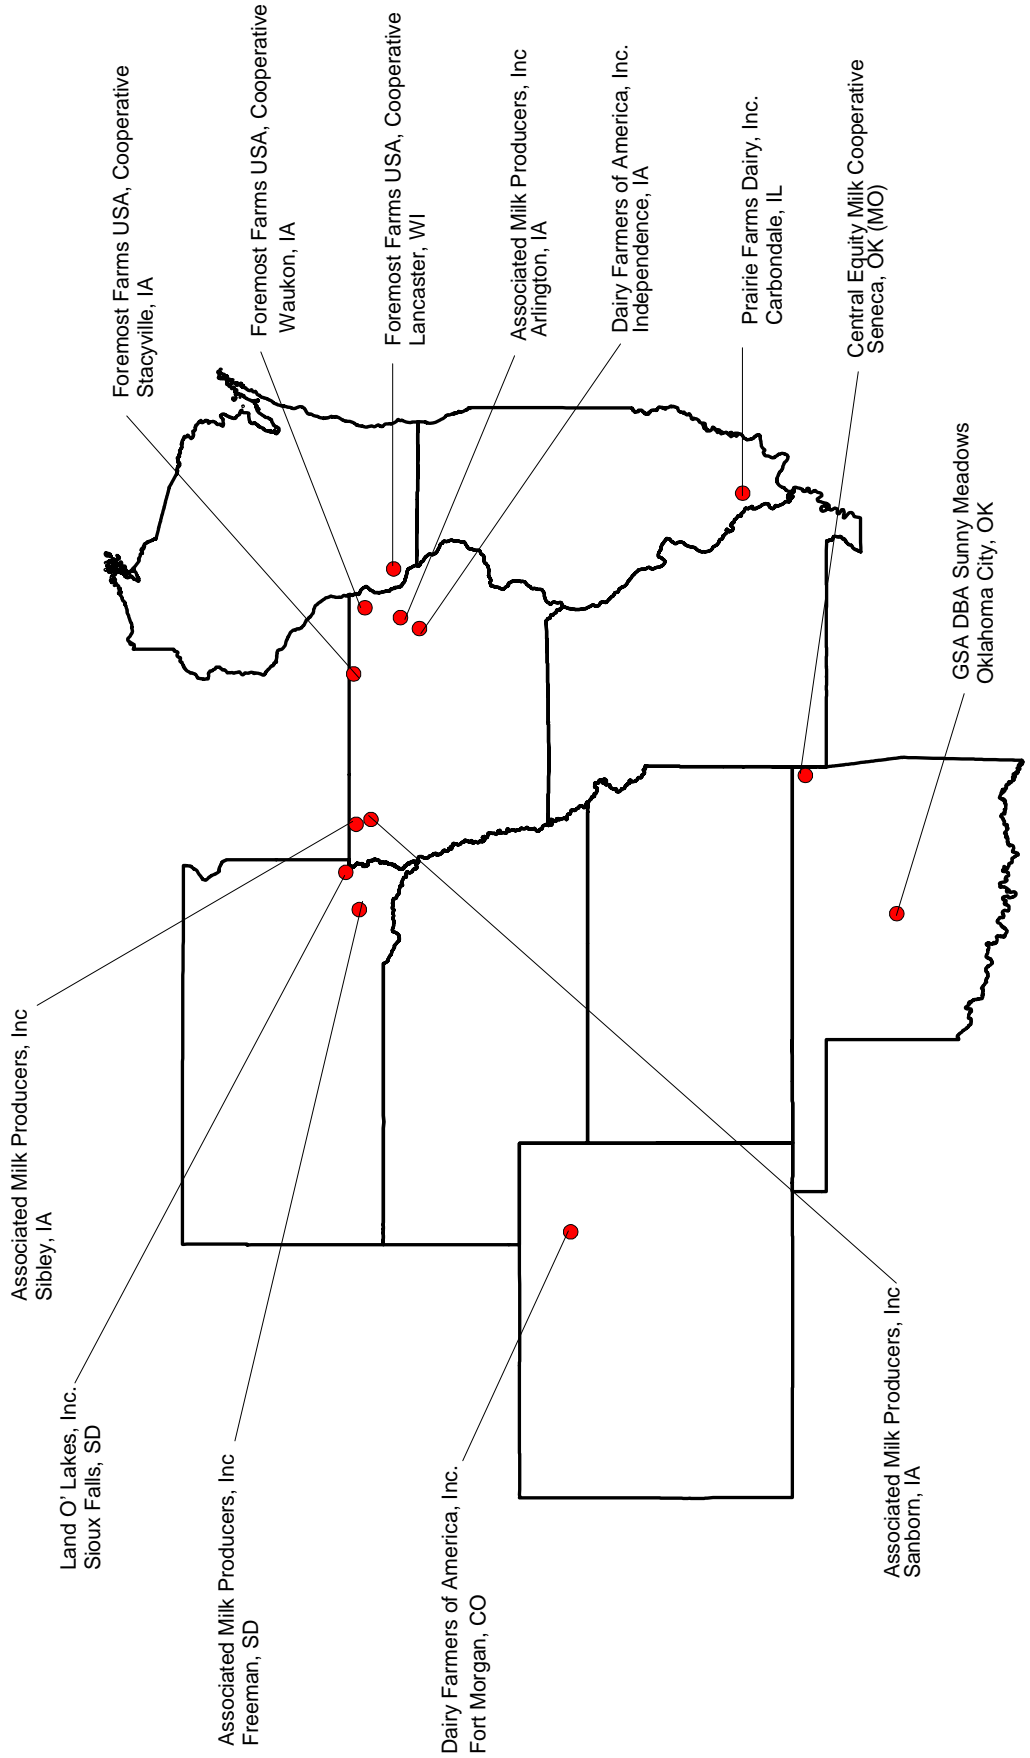 Foremost Farms USA, Cooperative
Stacyville, IA
Foremost Farms USA, Cooperative
Waukon, IA
Foremost Farms USA, Cooperative
Lancaster, WI
Associated Milk Producers, Inc
Arlington, IA
Dairy Farmers of America, Inc.
Independence, IA
Prairie Farms Dairy, Inc.
Carbondale, IL
Central Equity Milk Cooperative
Seneca, OK (MO)
GSA DBA Sunny Meadows
Oklahoma City, OK
Associated Milk Producers, Inc
Sibley, IA
Land O' Lakes, Inc.
Sioux Falls, SD
Associated Milk Producers, Inc
Freeman, SD
Dairy Farmers of America, Inc.
Fort Morgan, CO
Associated Milk Producers, Inc
Sanborn, IA